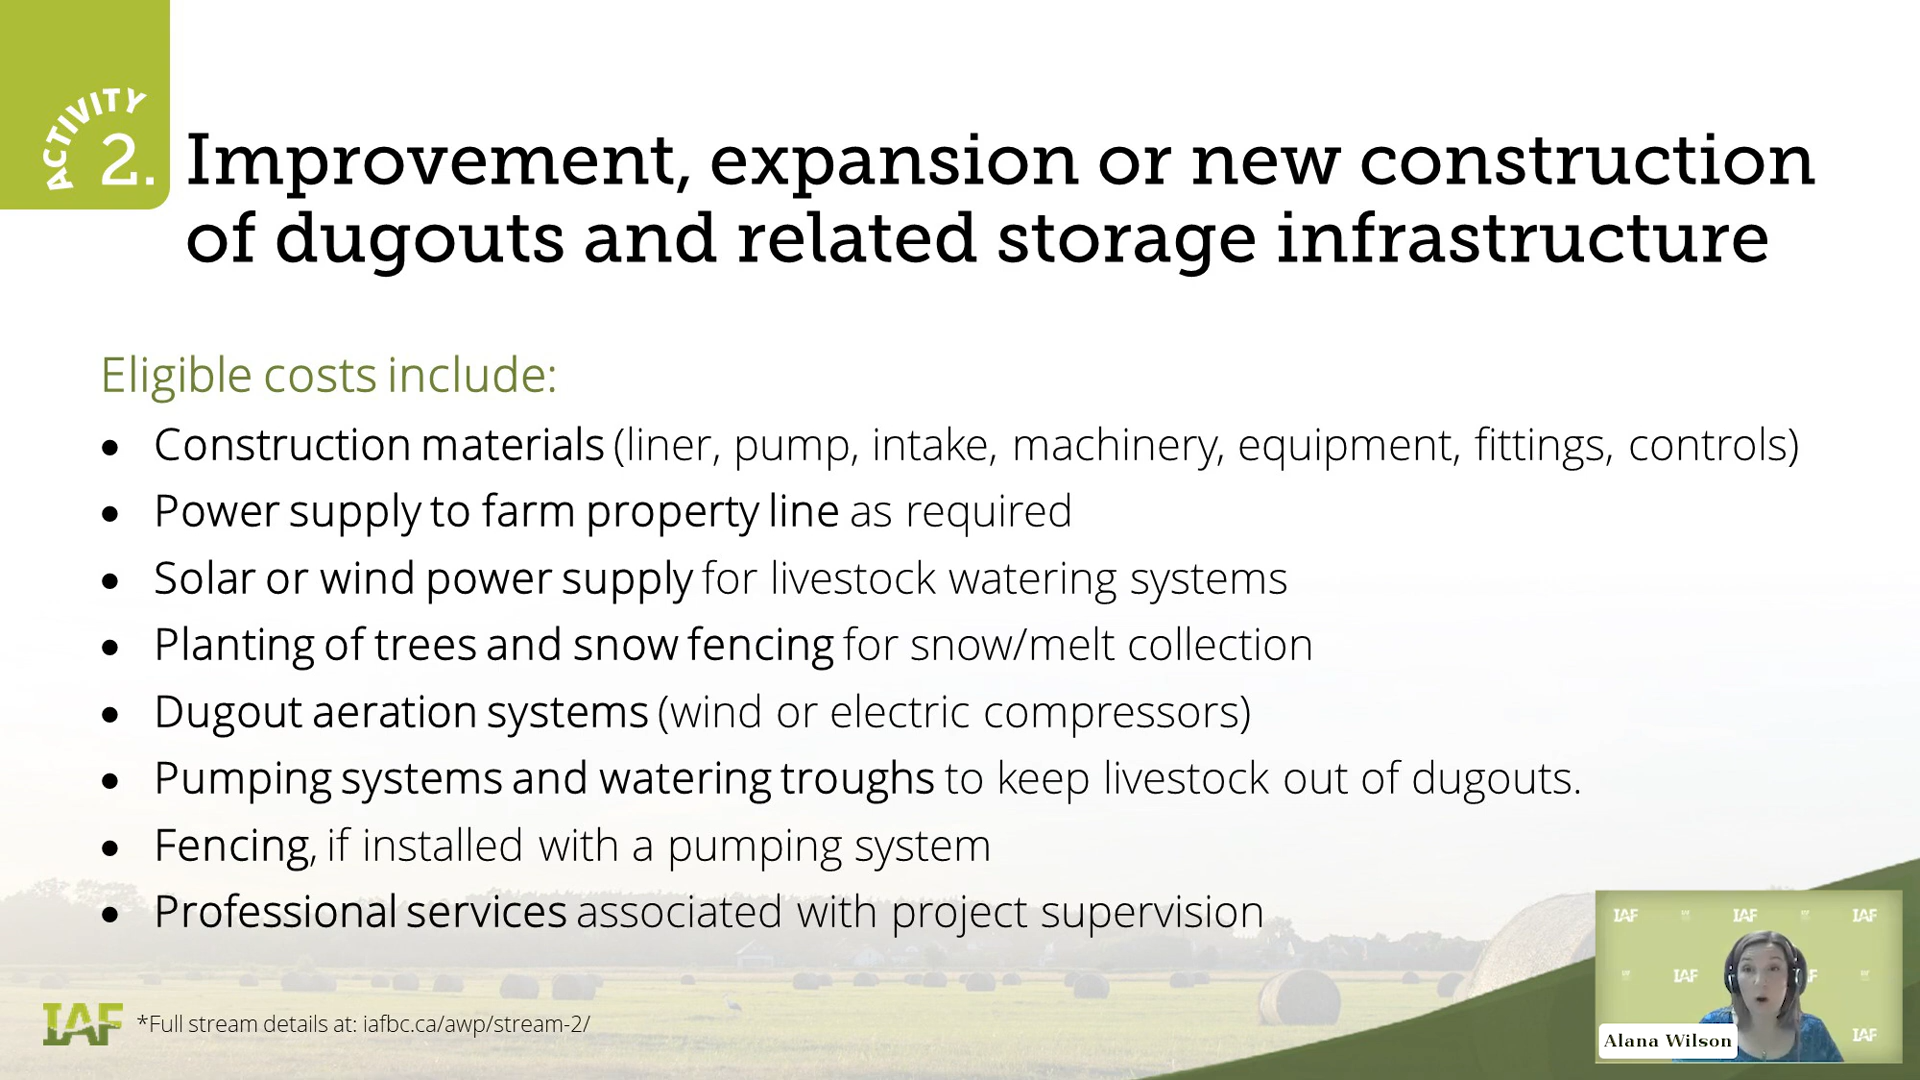 ACTIVITY
2.
Improvement, expansion or new construction
of dugouts and related storage infrastructure
Eligible costs include:
• Construction materials (liner, pump, intake, machinery, equipment, fittings, controls)
• Power supply to farm property line as required
• Solar or wind power supply for livestock watering systems
• Planting of trees and snow fencing for snow/melt collection
• Dugout aeration systems (wind or electric compressors)
• Pumping systems and watering troughs to keep livestock out of dugouts.
• Fencing, if installed with a pumping system
• Professional services associated with project supervision
IAF
*Full stream details at: iafbc.ca/awp/stream-2/
IAF IAF IAF IAF IAF
IAF
IAF
Alana Wilson